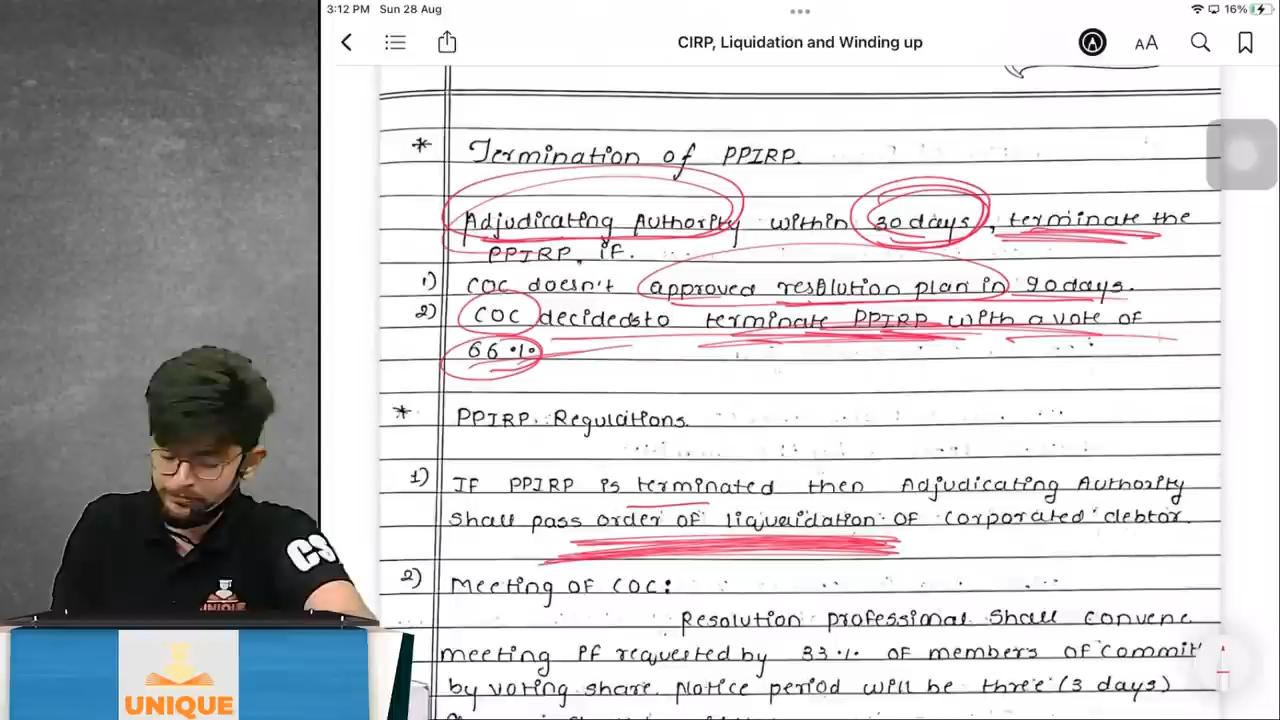 3:12 PM Sun 28 Aug
16%
CIRP, Liquidation and Winding up
AA
* Termination of PPIRP.
Adjudicating Authority within 30 days, terminate the
PPIRP, if.
1) COC doesn't approved resolution plan in 90 days.
2) COC decides to terminate PPIRP with a vote of
66%
* PPIRP Regulations.
1) IF PPIRP is terminated then Adjudicating Authority
shall pass order of liquaidation of corporated debtor.
2) Meeting of COC:
Resolution professional shall convene
meeting if requested by 33% of members of commit
by voting share. Notice period will be three (3 days)
CS
UNIQUE
UNIQUE